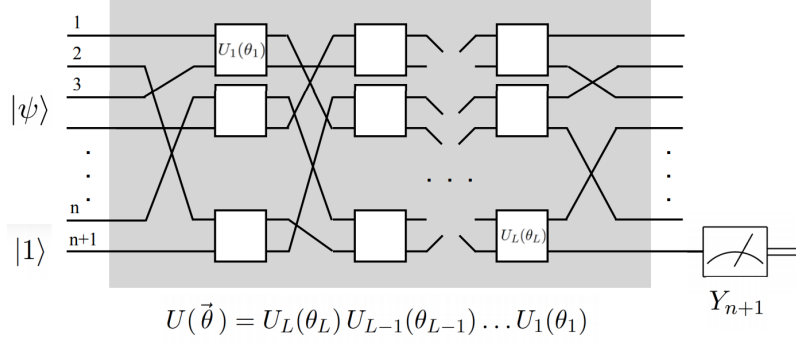 1
U₁(θ₁)
2
3
|ψ⟩
n
|1⟩
n+1
U_L(θ_L)
Y_{n+1}
U(θ⃗) = U_L(θ_L) U_{L-1}(θ_{L-1}) … U₁(θ₁)